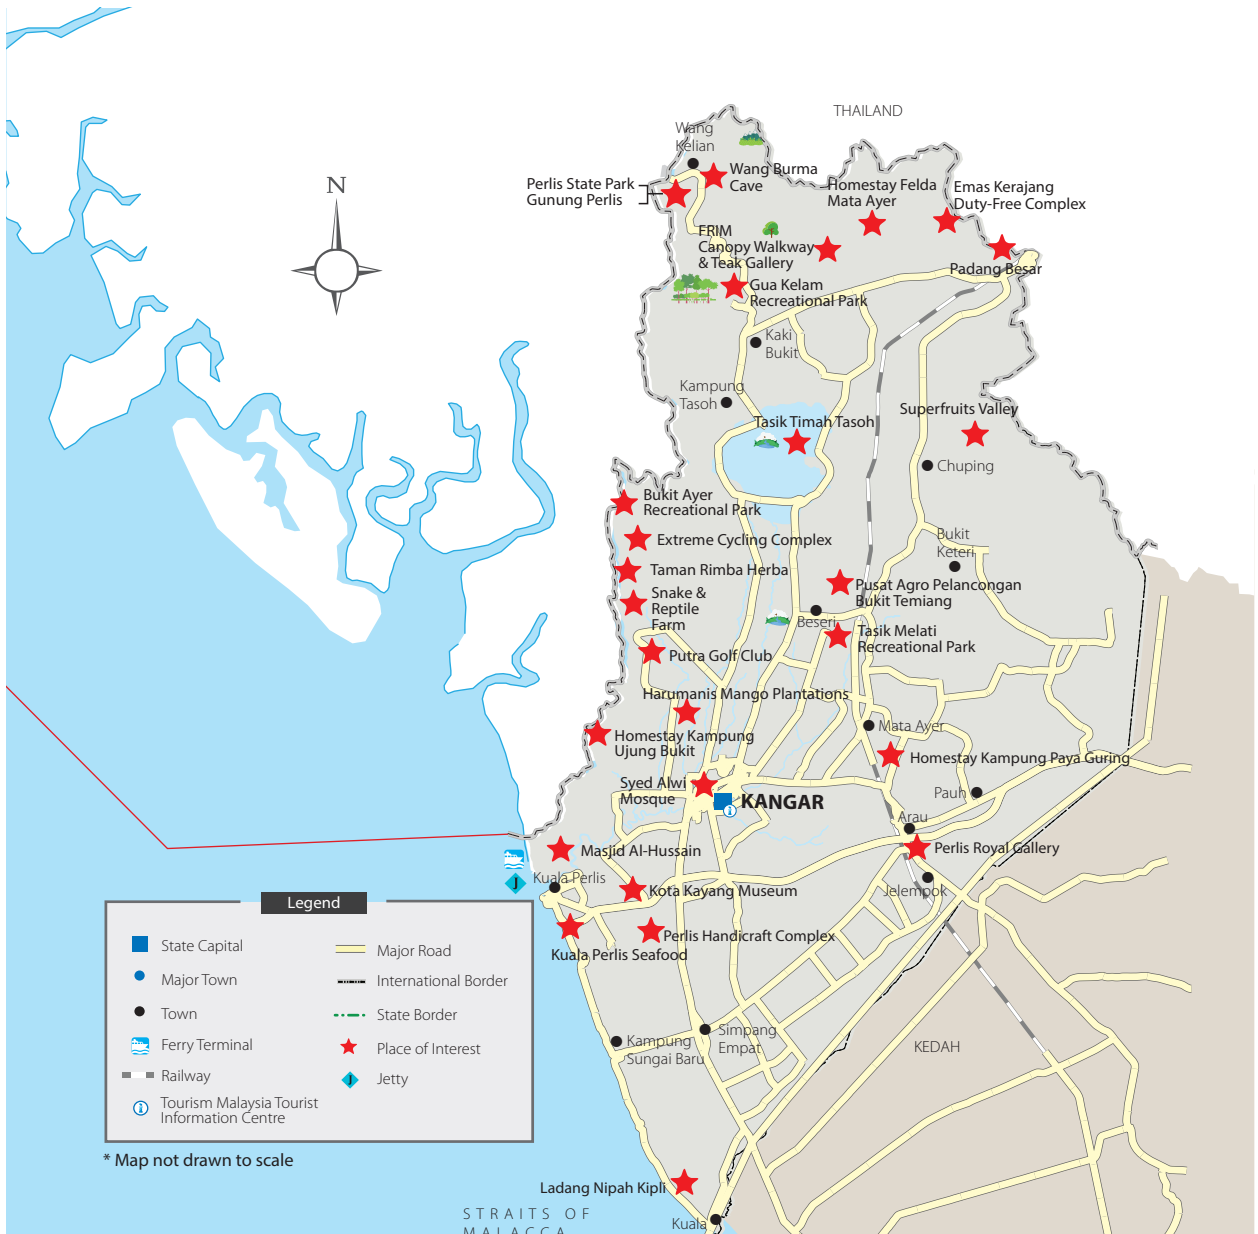 THAILAND
Wang
Kelian
Wang Burma
Cave
Perlis State Park
Gunung Perlis
Homestay Felda
Mata Ayer
Emas Kerajang
Duty-Free Complex
N
FRIM
Canopy Walkway
& Teak Gallery
Padang Besar
Gua Kelam
Recreational Park
Kaki
Bukit
Kampung
Tasoh
Tasik Timah Tasoh
Superfruits Valley
Chuping
Bukit Ayer
Recreational Park
Extreme Cycling Complex
Bukit
Keteri
Taman Rimba Herba
Snake &
Reptile
Farm
Pusat Agro Pelancongan
Bukit Temiang
Beseri
Tasik Melati
Recreational Park
Putra Golf Club
Harumanis Mango Plantations
Mata Ayer
Homestay Kampung
Ujung Bukit
Homestay Kampung Paya Guring
Syed Alwi
Mosque
KANGAR
i
Pauh
Arau
Masjid Al-Hussain
Perlis Royal Gallery
J
Kuala Perlis
Kota Kayang Museum
Jelempok
Perlis Handicraft Complex
Kuala Perlis Seafood
Simpang
Empat
Kampung
Sungai Baru
KEDAH
Legend
State Capital
Major Town
Town
Ferry Terminal
Railway
i
Tourism Malaysia Tourist
Information Centre
Major Road
International Border
State Border
Place of Interest
J
Jetty
* Map not drawn to scale
Ladang Nipah Kipli
STRAITS OF
MALACCA
Kuala